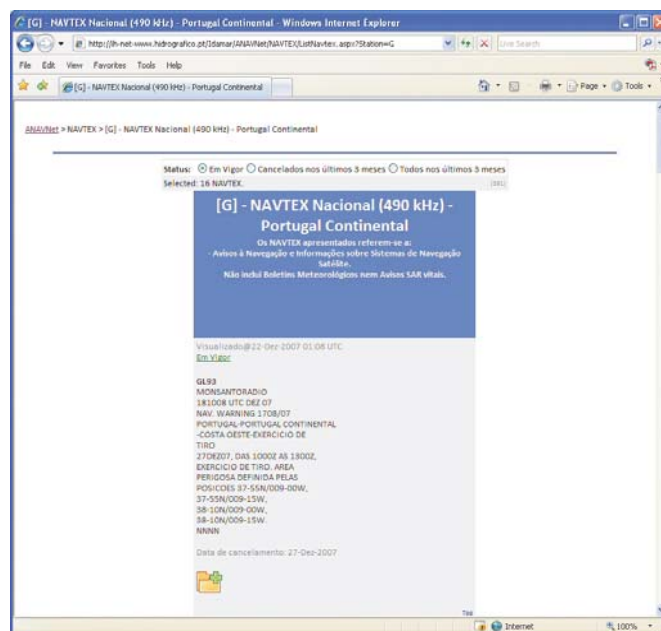 [G] - NAVTEX Nacional (490 kHz) - Portugal Continental - Windows Internet Explorer
http://ih-net-www.hidrografico.pt/Idamar/ANAVNet/NAVTEX/ListNavtex.aspx?Station=G
Live Search
File Edit View Favorites Tools Help
[G] - NAVTEX Nacional (490 kHz) - Portugal Continental
Page Tools
ANAVNet > NAVTEX > [G] - NAVTEX Nacional (490 kHz) - Portugal Continental
Status: Em Vigor Cancelados nos últimos 3 meses Todos nos últimos 3 meses
Selected: 16 NAVTEX.
[G] - NAVTEX Nacional (490 kHz) -
Portugal Continental
Os NAVTEX apresentados referem-se a:
- Avisos à Navegação e Informações sobre Sistemas de Navegação
Satélite.
Não inclui Boletins Meteorológicos nem Avisos SAR vitais.
Visualizado@22-Dez-2007 01:08 UTC
Em Vigor
GL93
MONSANTORADIO
181008 UTC DEZ 07
NAV. WARNING 1708/07
PORTUGAL-PORTUGAL CONTINENTAL
-COSTA OESTE-EXERCICIO DE
TIRO
27DEZ07, DAS 1000Z AS 1300Z,
EXERCICIO DE TIRO. AREA
PERIGOSA DEFINIDA PELAS
POSICOES 37-55N/009-00W,
37-55N/009-15W,
38-10N/009-00W,
38-10N/009-15W.
NNNN
Data de cancelamento: 27-Dez-2007
Top
Internet 100%